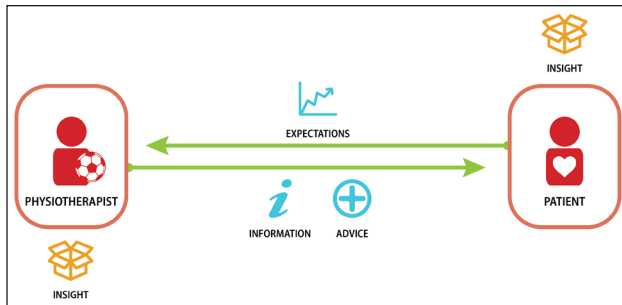 INSIGHT
EXPECTATIONS
PHYSIOTHERAPIST
PATIENT
INFORMATION
ADVICE
INSIGHT